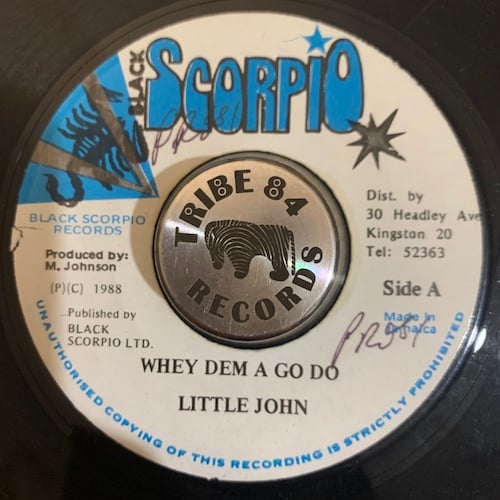 BLACK
SCORPIO
BLACK SCORPIO
RECORDS
Produced by:
M. Johnson
(P)(C) 1988
Published by
BLACK
SCORPIO LTD.
TRIBE 84
RECORDS
Dist. by
30 Headley Ave
Kingston 20
Tel: 52363
Side A
Made in
Jamaica
WHEY DEM A GO DO
LITTLE JOHN
UNAUTHORISED COPYING OF THIS RECORDING IS STRICTLY PROHIBITED